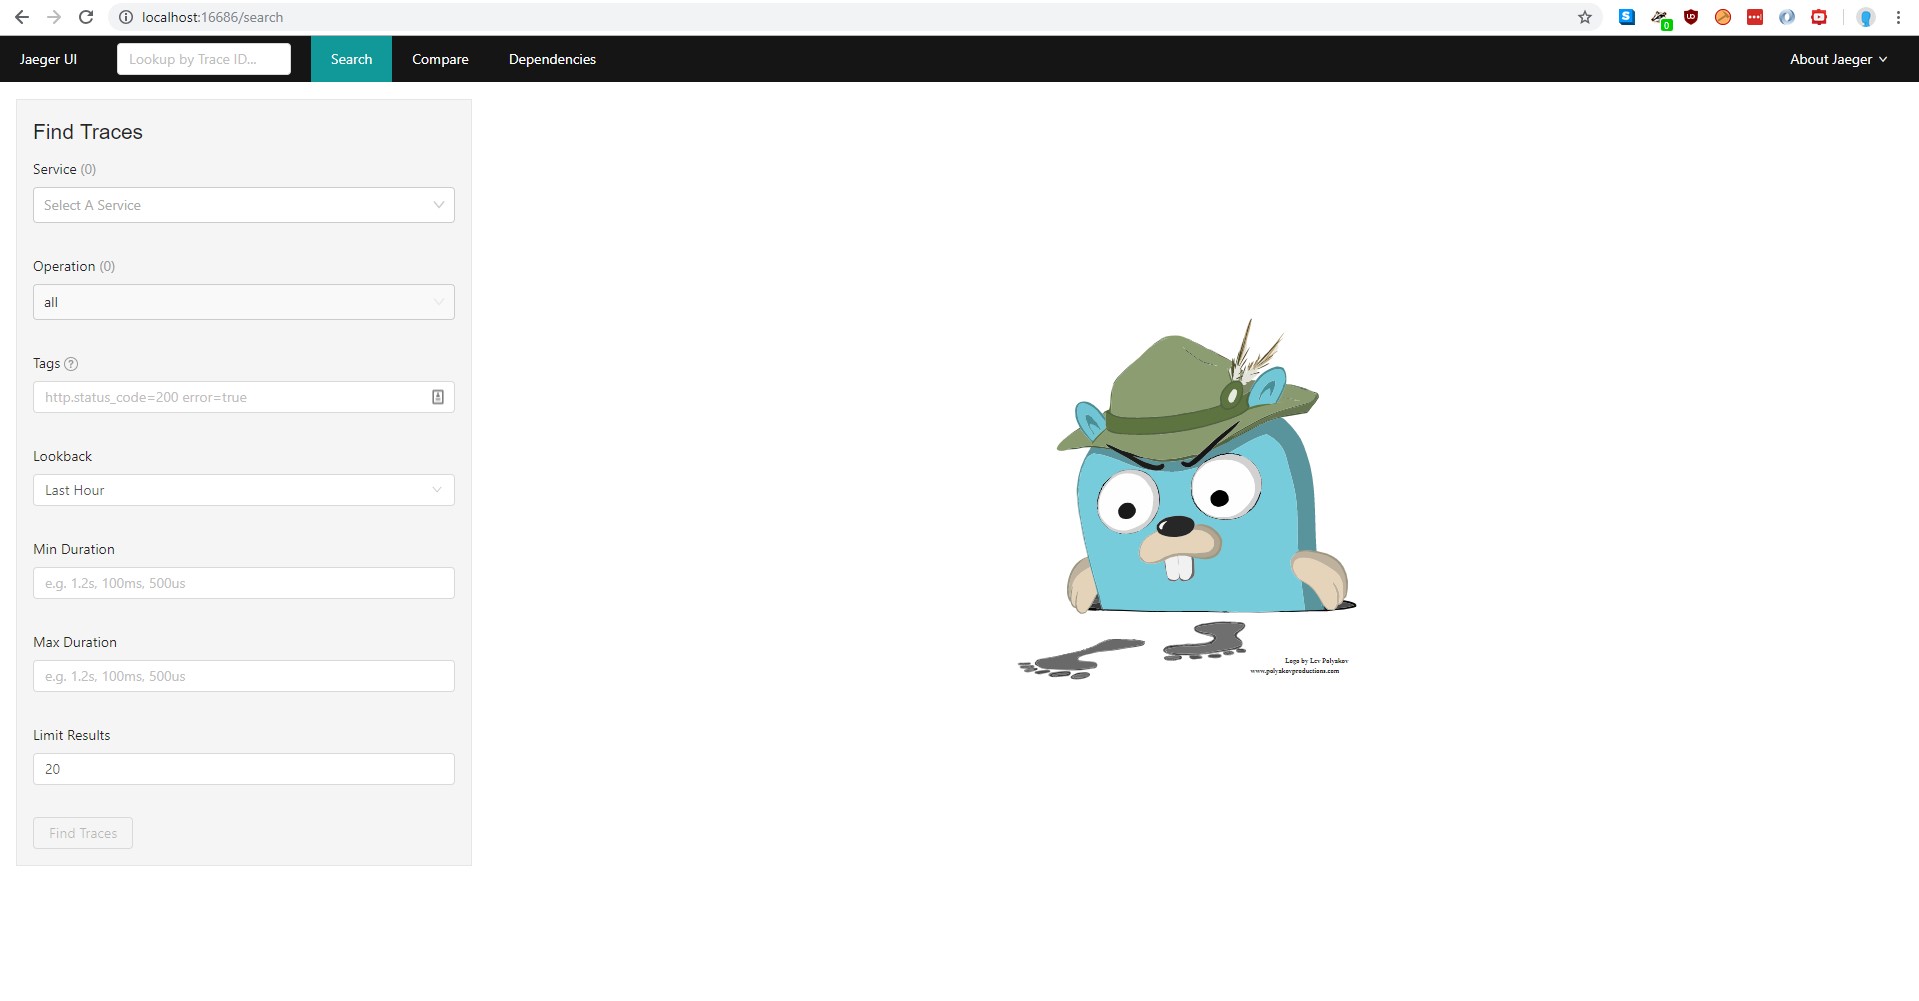 localhost:16686/search
0
Jaeger UI
Lookup by Trace ID...
Search
Compare
Dependencies
About Jaeger
Find Traces
Service (0)
Select A Service
Operation (0)
all
Tags ?
http.status_code=200 error=true
Lookback
Last Hour
Min Duration
e.g. 1.2s, 100ms, 500us
Max Duration
e.g. 1.2s, 100ms, 500us
Limit Results
20
Find Traces
Logo by Lev Polyakov
www.polyakovproductions.com